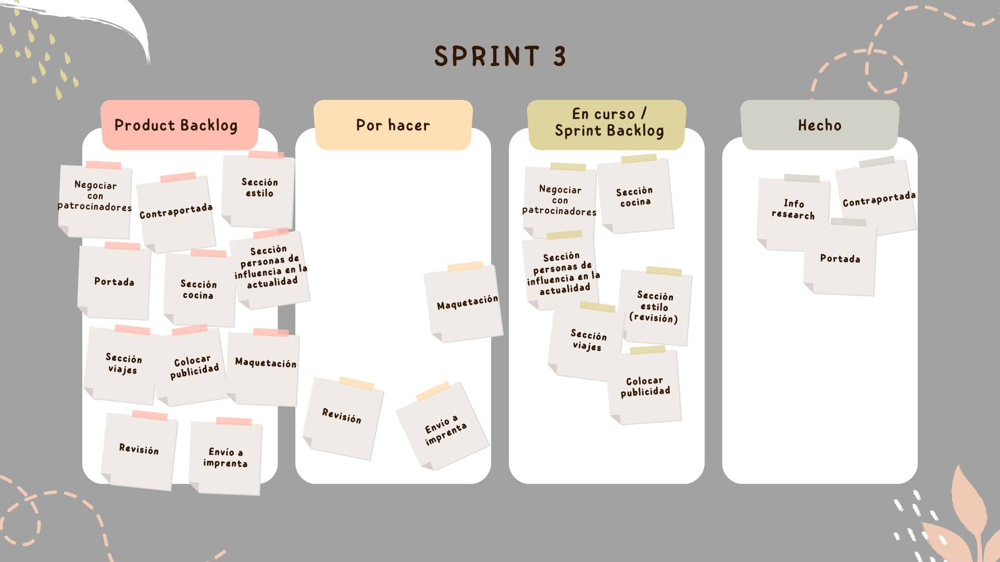 SPRINT 3
Product Backlog
Negociar
con
patrocinadores
Contraportada
Sección
estilo
Portada
Sección
cocina
Sección
personas de
influencia en la
actualidad
Sección
viajes
Colocar
publicidad
Maquetación
Revisión
Envío a
imprenta
Por hacer
Maquetación
Revisión
Envío a
imprenta
En curso /
Sprint Backlog
Negociar
con
patrocinadores
Sección
cocina
Sección
personas de
influencia en la
actualidad
Sección
estilo
(revisión)
Sección
viajes
Colocar
publicidad
Hecho
Info
research
Contraportada
Portada